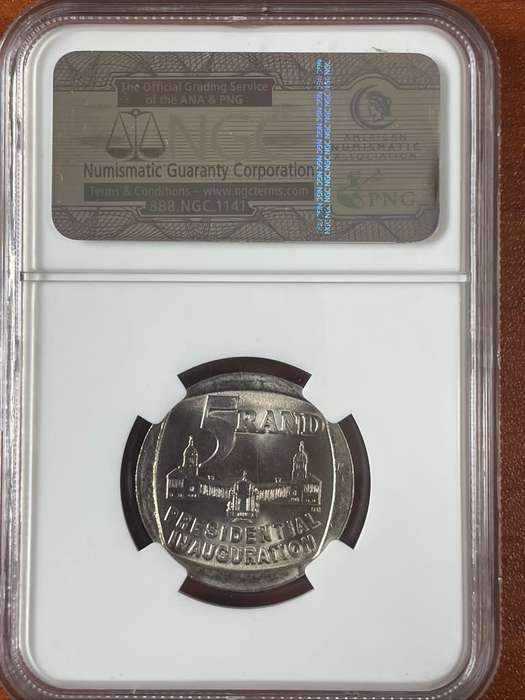 The Official Grading Service
of the ANA & PNG
NGC
Numismatic Guaranty Corporation
Terms & Conditions – www.ngcterms.com
888.NGC.1141
AMERICAN
NUMISMATIC
ASSOCIATION
PNG
5 RAND
PRESIDENTIAL
INAUGURATION